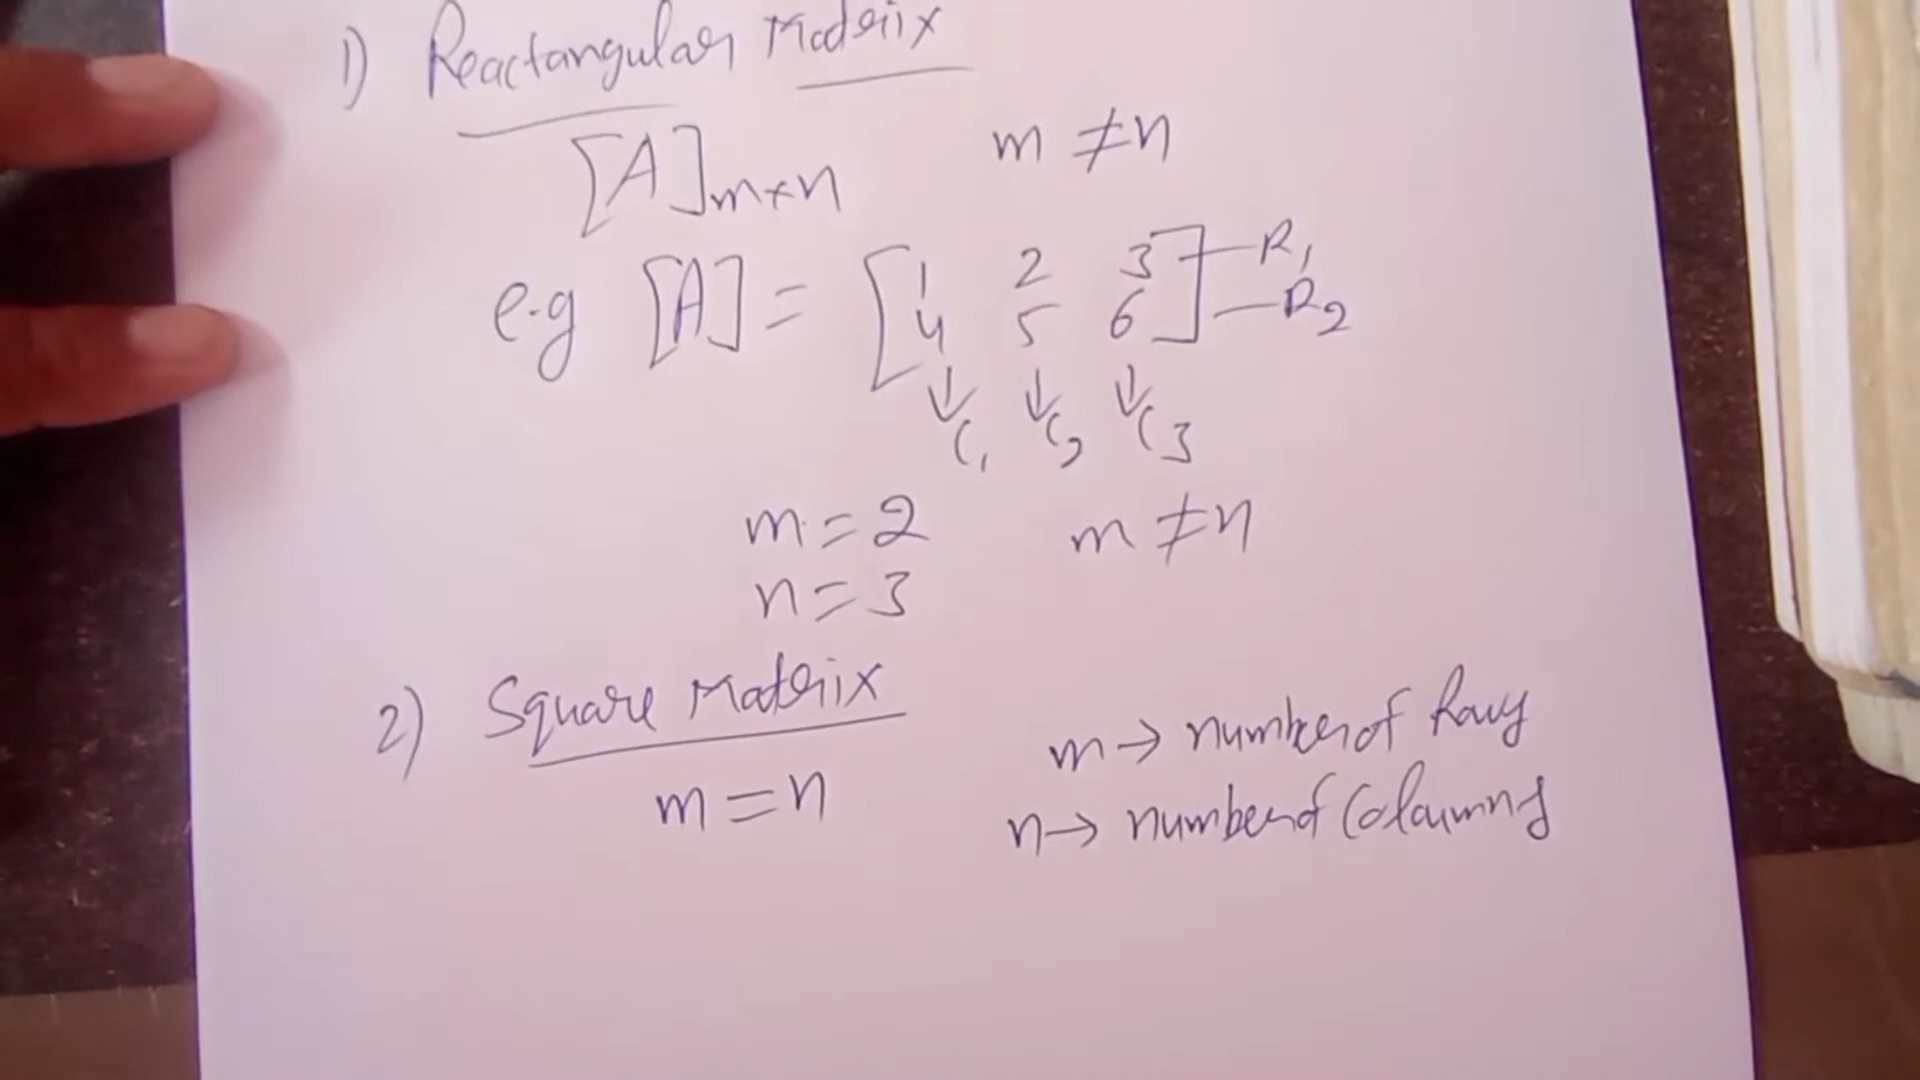 1) Reactangular Matrix
[A]m×n m ≠ n
e.g [A] = [1 2 3] — R1
4 5 6 — R2
↓C1 ↓C2 ↓C3
m = 2 m ≠ n
n = 3
2) Square Matrix
m = n
m → number of Rows
n → number of Coloumns